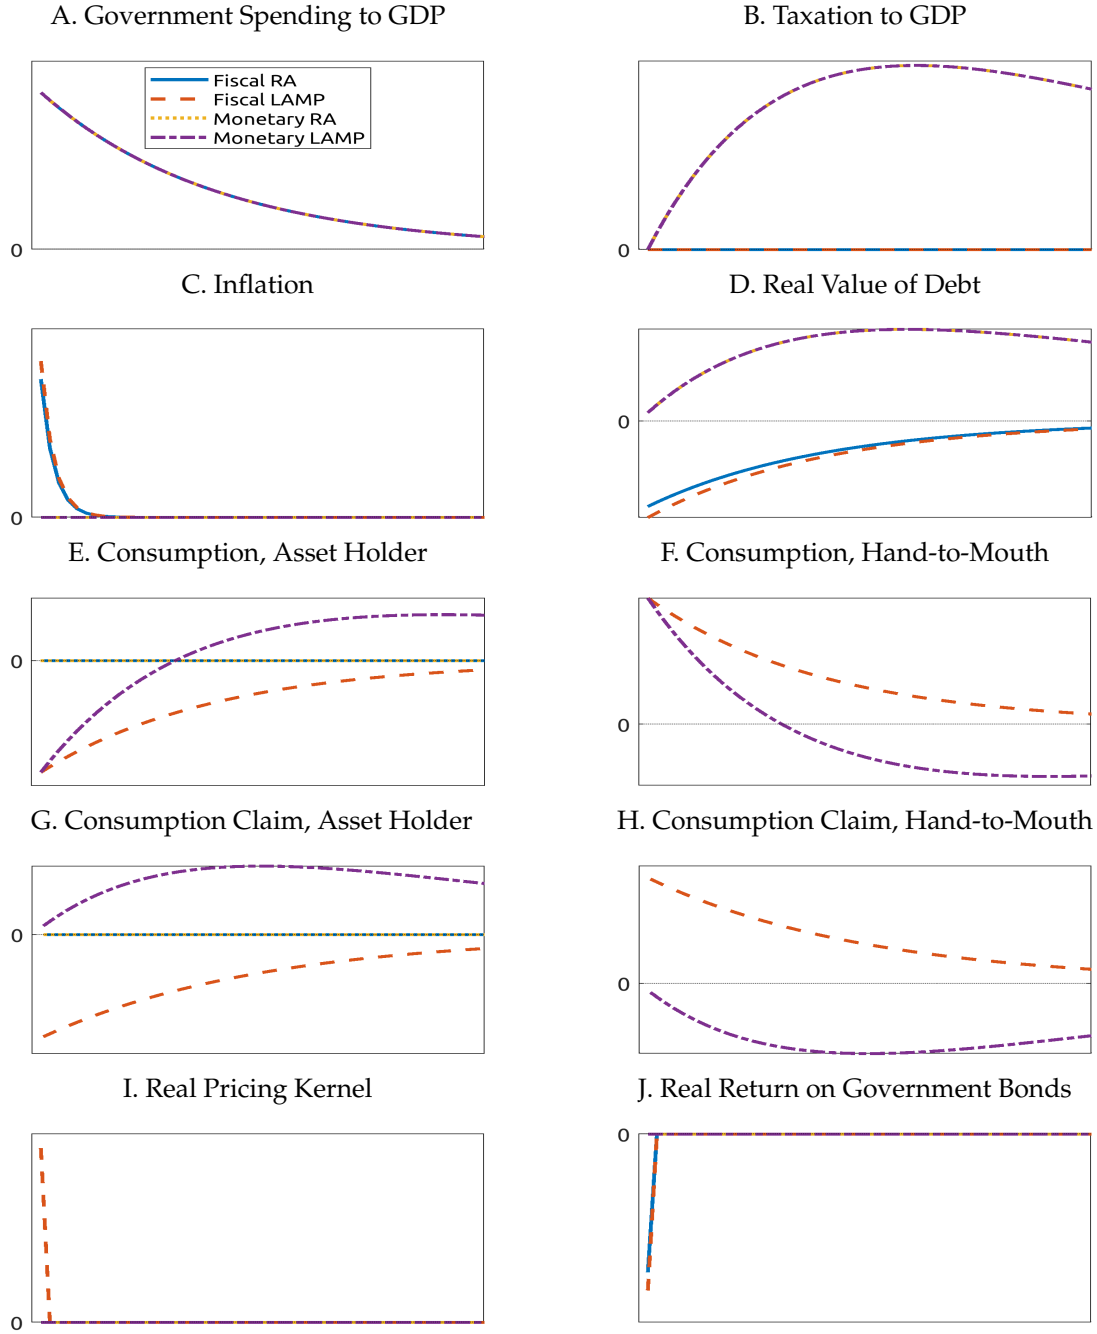 A. Government Spending to GDP
B. Taxation to GDP
Fiscal RA
Fiscal LAMP
Monetary RA
Monetary LAMP
0
0
C. Inflation
D. Real Value of Debt
0
0
E. Consumption, Asset Holder
F. Consumption, Hand-to-Mouth
0
0
G. Consumption Claim, Asset Holder
H. Consumption Claim, Hand-to-Mouth
0
0
I. Real Pricing Kernel
J. Real Return on Government Bonds
0
0